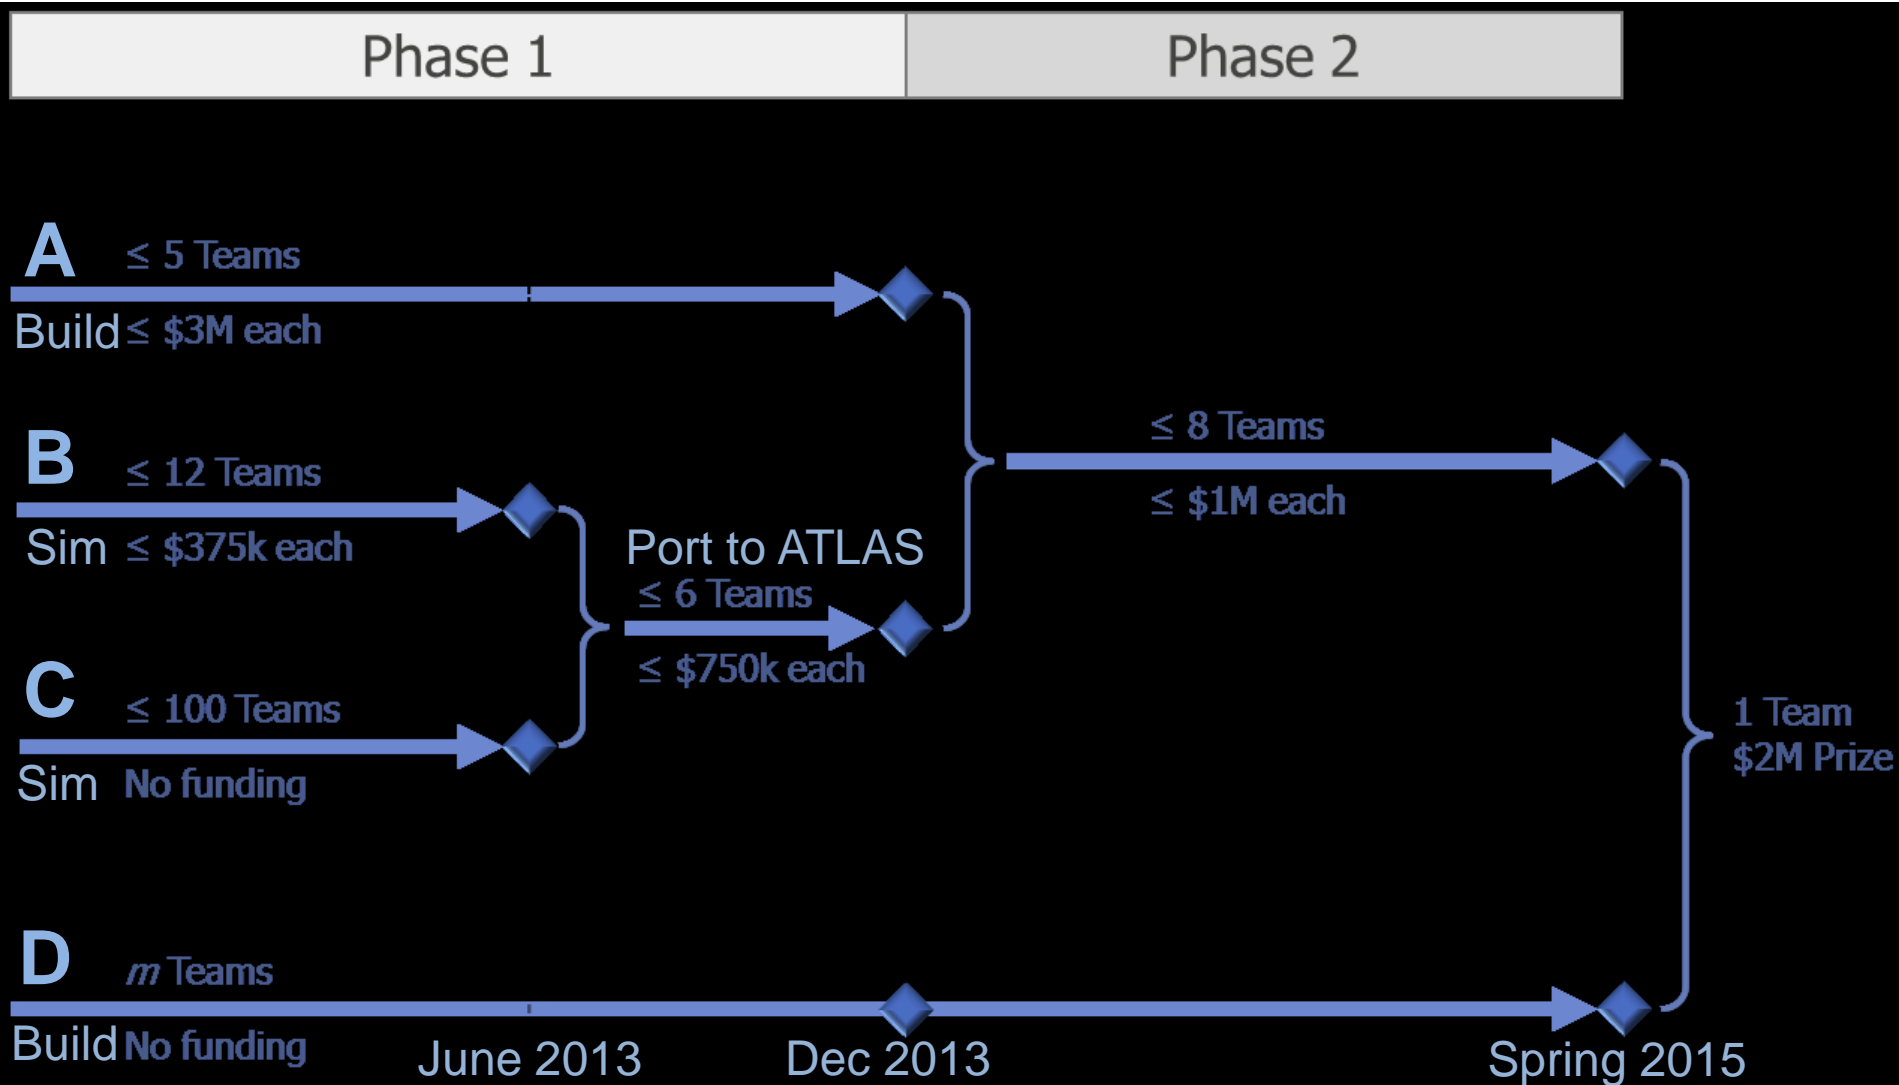 Phase 1
Phase 2
A
≤ 5 Teams
Build
≤ $3M each
B
≤ 12 Teams
Sim
≤ $375k each
Port to ATLAS
≤ 6 Teams
≤ $750k each
≤ 8 Teams
≤ $1M each
C
≤ 100 Teams
Sim
No funding
1 Team
$2M Prize
D
m Teams
Build
No funding
June 2013
Dec 2013
Spring 2015